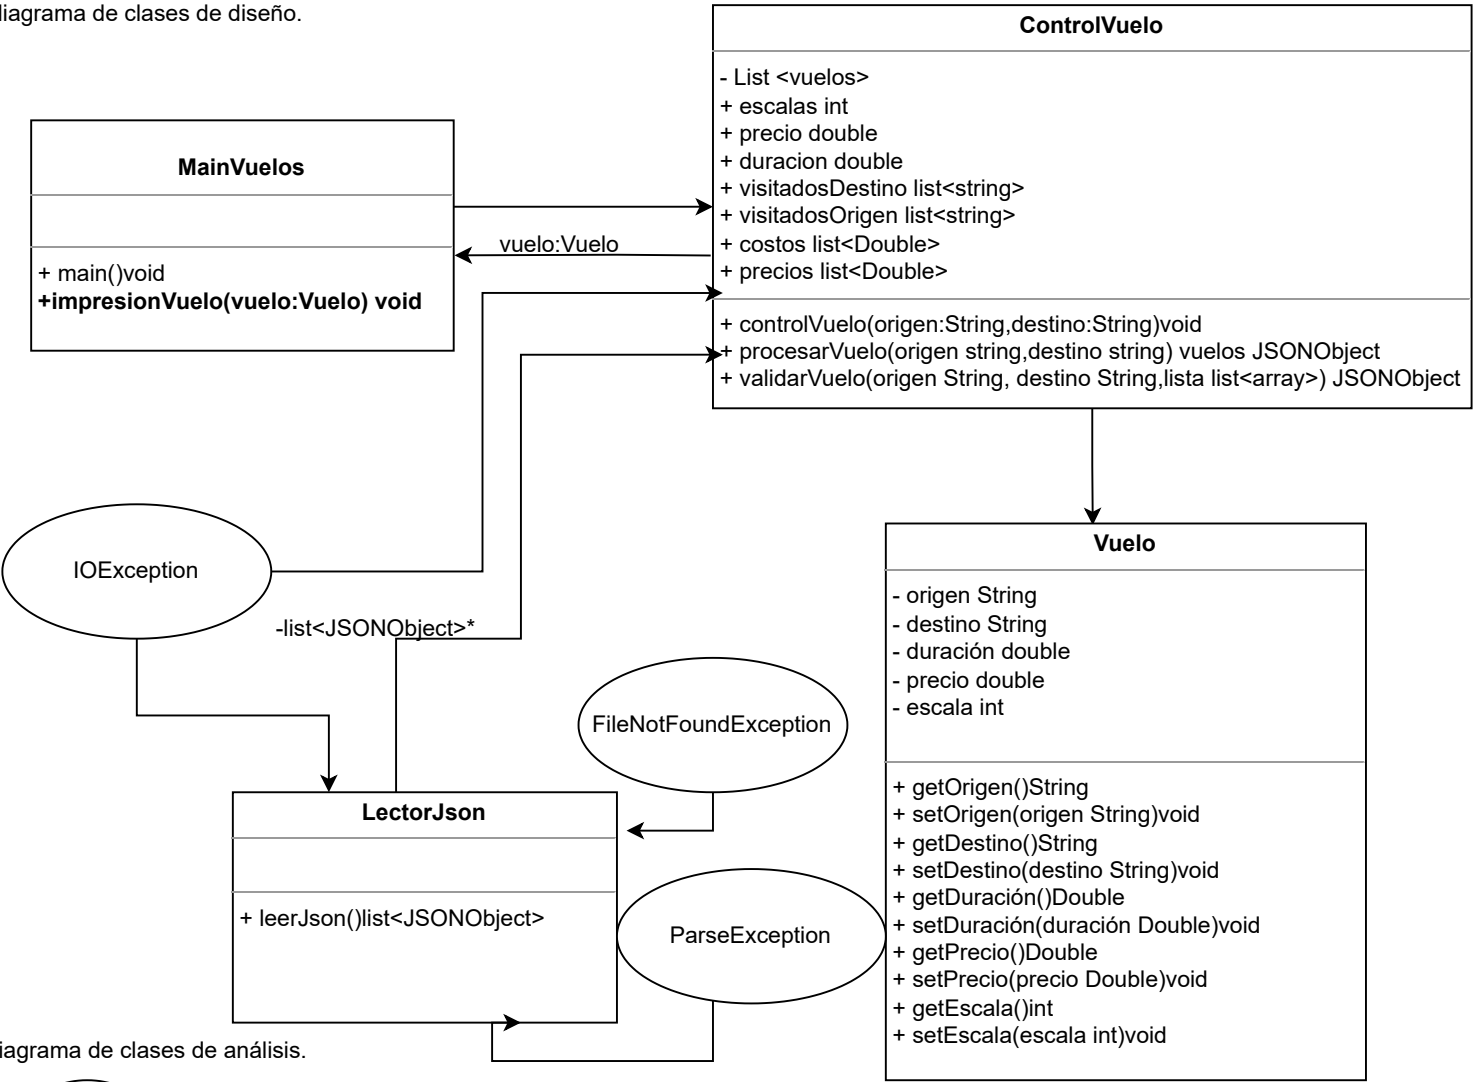 diagrama de clases de diseño.
ControlVuelo
- List <vuelos>
+ escalas int
+ precio double
+ duracion double
+ visitadosDestino list<string>
+ visitadosOrigen list<string>
+ costos list<Double>
+ precios list<Double>
+ controlVuelo(origen:String,destino:String)void
+ procesarVuelo(origen string,destino string) vuelos JSONObject
+ validarVuelo(origen String, destino String,lista list<array>) JSONObject
MainVuelos
+ main()void
+impresionVuelo(vuelo:Vuelo) void
vuelo:Vuelo
IOException
-list<JSONObject>*
FileNotFoundException
Vuelo
- origen String
- destino String
- duración double
- precio double
- escala int
+ getOrigen()String
+ setOrigen(origen String)void
+ getDestino()String
+ setDestino(destino String)void
+ getDuración()Double
+ setDuración(duración Double)void
+ getPrecio()Double
+ setPrecio(precio Double)void
+ getEscala()int
+ setEscala(escala int)void
LectorJson
+ leerJson()list<JSONObject>
ParseException
diagrama de clases de análisis.